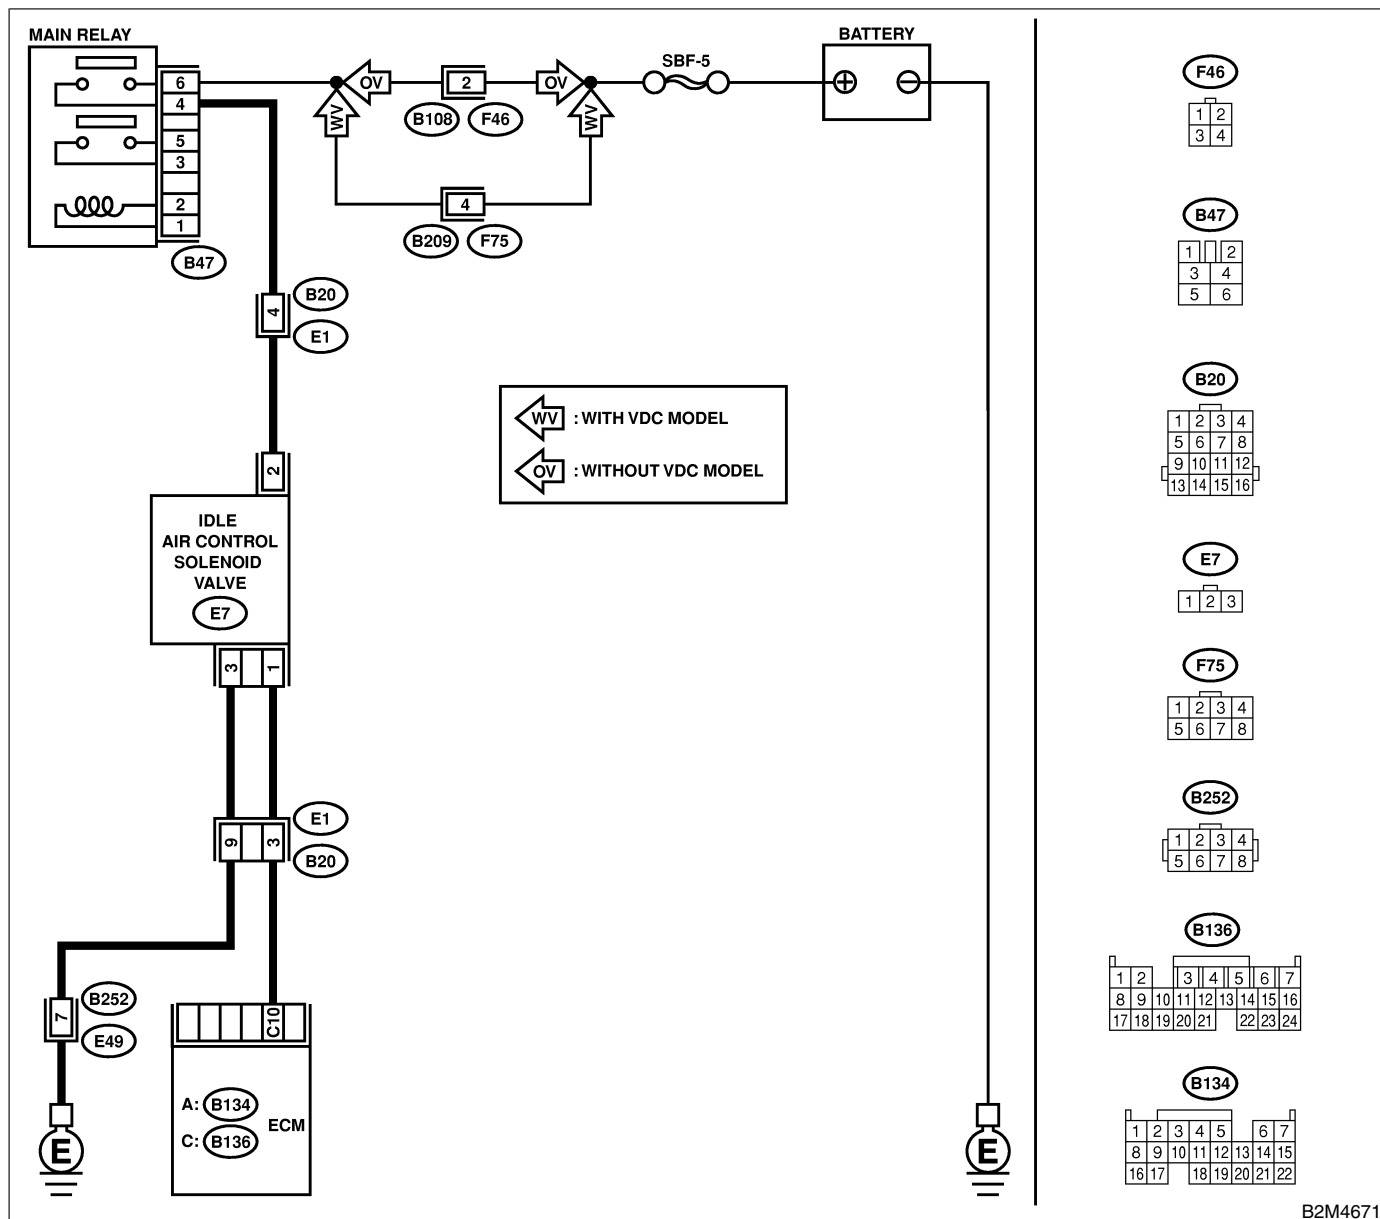 MAIN RELAY
BATTERY
SBF-5
6
4
5
3
2
1
B47
OV
2
OV
B108
F46
WV
WV
4
B209
F75
4
B20
E1
WV : WITH VDC MODEL
OV : WITHOUT VDC MODEL
2
IDLE
AIR CONTROL
SOLENOID
VALVE
E7
3 1
E1
9 3
B20
B252
7
E49
E
C10
A: B134
ECM
C: B136
E
F46
1 2
3 4
B47
1 2
3 4
5 6
B20
1 2 3 4
5 6 7 8
9 10 11 12
13 14 15 16
E7
1 2 3
F75
1 2 3 4
5 6 7 8
B252
1 2 3 4
5 6 7 8
B136
1 2 3 4 5 6 7
8 9 10 11 12 13 14 15 16
17 18 19 20 21 22 23 24
B134
1 2 3 4 5 6 7
8 9 10 11 12 13 14 15
16 17 18 19 20 21 22
B2M4671